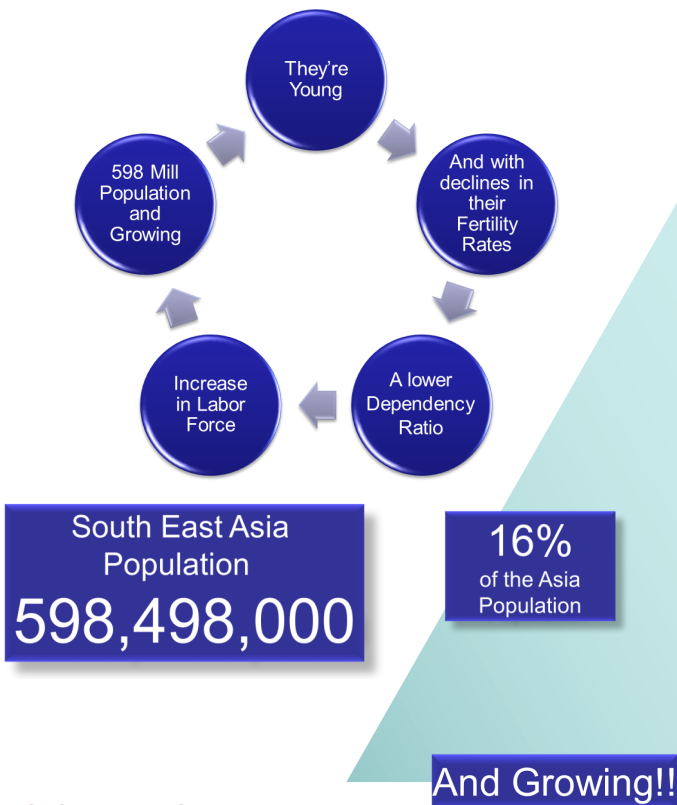 They're
Young
And with
declines in
their
Fertility
Rates
A lower
Dependency
Ratio
Increase
in Labor
Force
598 Mill
Population
and
Growing
South East Asia
Population
598,498,000
16%
of the Asia
Population
And Growing!!